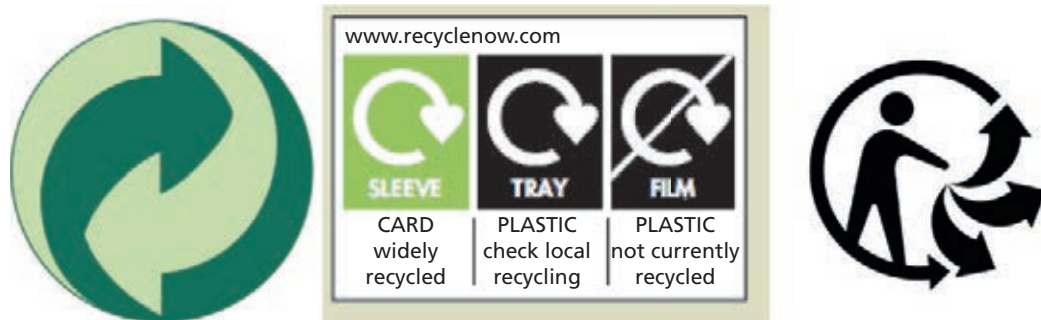 www.recyclenow.com
SLEEVE TRAY FILM
CARD PLASTIC PLASTIC
widely check local not currently
recycled recycling recycled